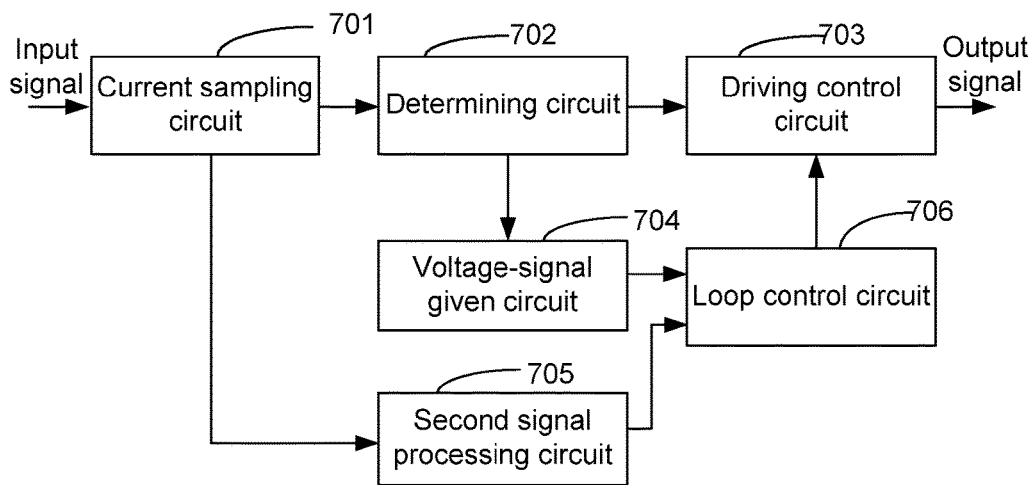 701
702
703
Input
signal
Current sampling
circuit
Determining circuit
Driving control
circuit
Output
signal
704
706
Voltage-signal
given circuit
Loop control circuit
705
Second signal
processing circuit